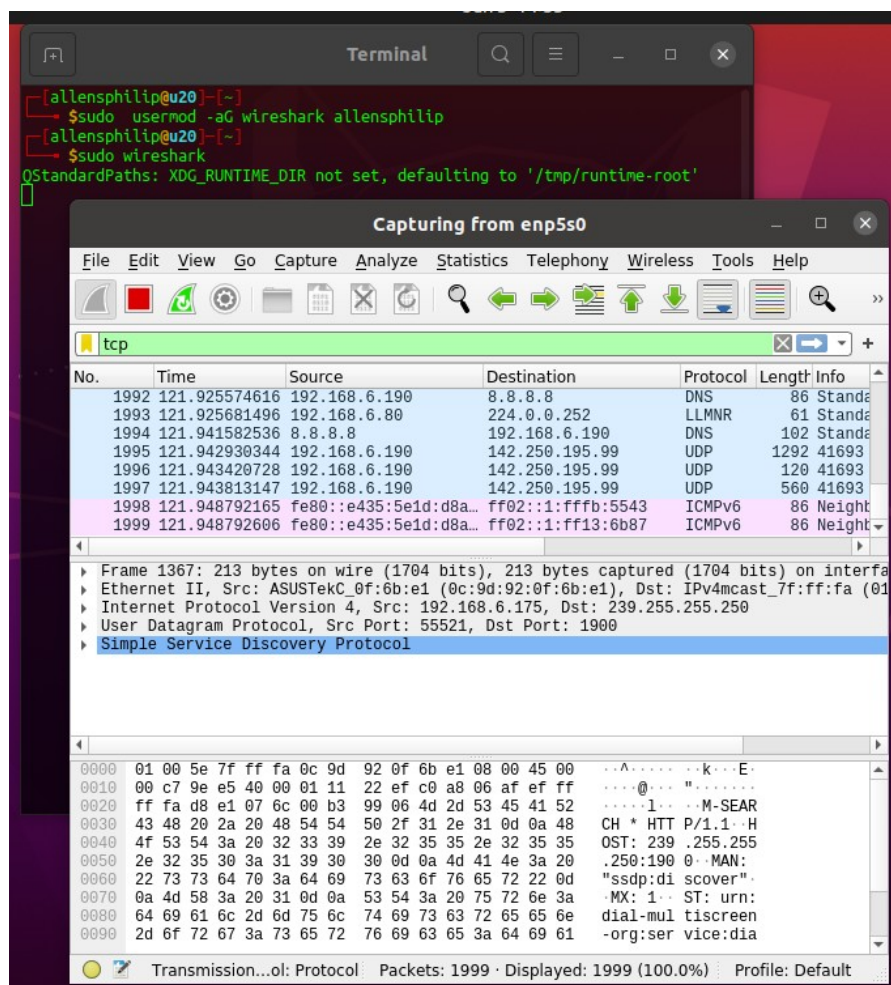 Terminal
[allensphilip@u20]-[~]
$sudo  usermod -aG wireshark allensphilip
[allensphilip@u20]-[~]
$sudo wireshark
QStandardPaths: XDG_RUNTIME_DIR not set, defaulting to '/tmp/runtime-root'
Capturing from enp5s0
File Edit View Go Capture Analyze Statistics Telephony Wireless Tools Help
tcp
No. Time Source Destination Protocol Length Info
1992 121.925574616 192.168.6.190 8.8.8.8 DNS 86 Standa
1993 121.925681496 192.168.6.80 224.0.0.252 LLMNR 61 Standa
1994 121.941582536 8.8.8.8 192.168.6.190 DNS 102 Standa
1995 121.942930344 192.168.6.190 142.250.195.99 UDP 1292 41693
1996 121.943420728 192.168.6.190 142.250.195.99 UDP 120 41693
1997 121.943813147 192.168.6.190 142.250.195.99 UDP 560 41693
1998 121.948792165 fe80::e435:5e1d:d8a… ff02::1:fffb:5543 ICMPv6 86 Neighb
1999 121.948792606 fe80::e435:5e1d:d8a… ff02::1:ff13:6b87 ICMPv6 86 Neighb
Frame 1367: 213 bytes on wire (1704 bits), 213 bytes captured (1704 bits) on interfa
Ethernet II, Src: ASUSTekC_0f:6b:e1 (0c:9d:92:0f:6b:e1), Dst: IPv4mcast_7f:ff:fa (01
Internet Protocol Version 4, Src: 192.168.6.175, Dst: 239.255.255.250
User Datagram Protocol, Src Port: 55521, Dst Port: 1900
Simple Service Discovery Protocol
0000 01 00 5e 7f ff fa 0c 9d 92 0f 6b e1 08 00 45 00 ··^····· ··k···E·
0010 00 c7 9e e5 40 00 01 11 22 ef c0 a8 06 af ef ff ····@··· "·······
0020 ff fa d8 e1 07 6c 00 b3 99 06 4d 2d 53 45 41 52 ·····l·· ··M-SEAR
0030 43 48 20 2a 20 48 54 54 50 2f 31 2e 31 0d 0a 48 CH * HTT P/1.1··H
0040 4f 53 54 3a 20 32 33 39 2e 32 35 35 2e 32 35 35 OST: 239 .255.255
0050 2e 32 35 30 3a 31 39 30 30 0d 0a 4d 41 4e 3a 20 .250:190 0··MAN:
0060 22 73 73 64 70 3a 64 69 73 63 6f 76 65 72 22 0d "ssdp:di scover"·
0070 0a 4d 58 3a 20 31 0d 0a 53 54 3a 20 75 72 6e 3a ·MX: 1·· ST: urn:
0080 64 69 61 6c 2d 6d 75 6c 74 69 73 63 72 65 65 6e dial-mul tiscreen
0090 2d 6f 72 67 3a 73 65 72 76 69 63 65 3a 64 69 61 -org:ser vice:dia
Transmission...ol: Protocol Packets: 1999 · Displayed: 1999 (100.0%) Profile: Default